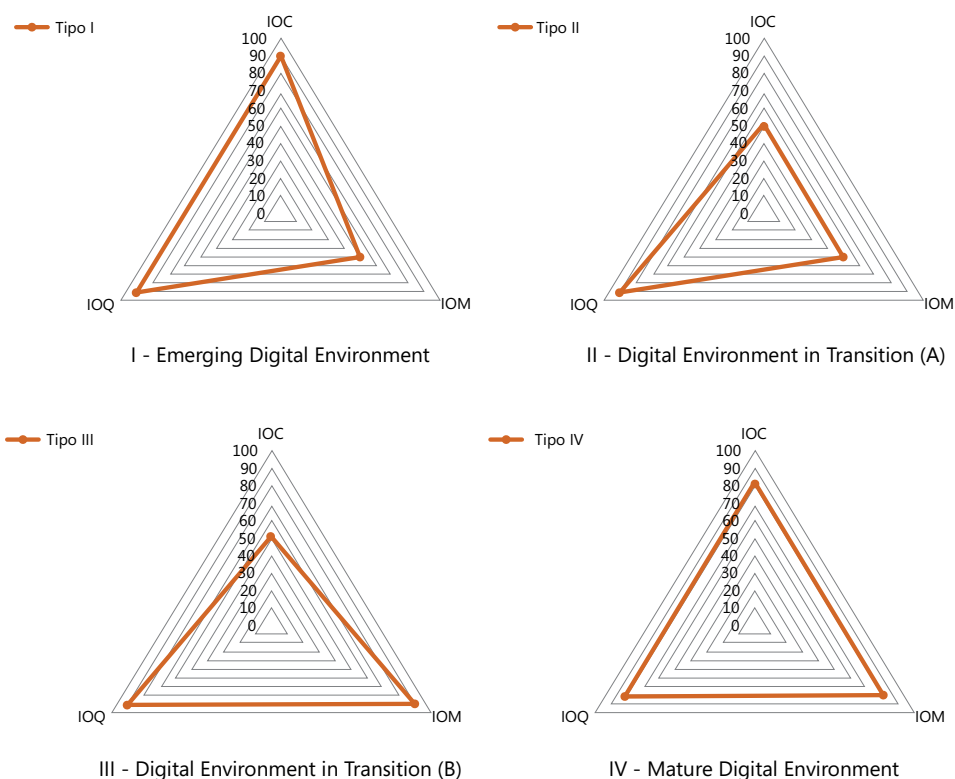 Tipo I
IOC
100
90
80
70
60
50
40
30
20
10
0
IOQ
IOM
I - Emerging Digital Environment
Tipo II
IOC
100
90
80
70
60
50
40
30
20
10
0
IOQ
IOM
II - Digital Environment in Transition (A)
Tipo III
IOC
100
90
80
70
60
50
40
30
20
10
0
IOQ
IOM
III - Digital Environment in Transition (B)
Tipo IV
IOC
100
90
80
70
60
50
40
30
20
10
0
IOQ
IOM
IV - Mature Digital Environment